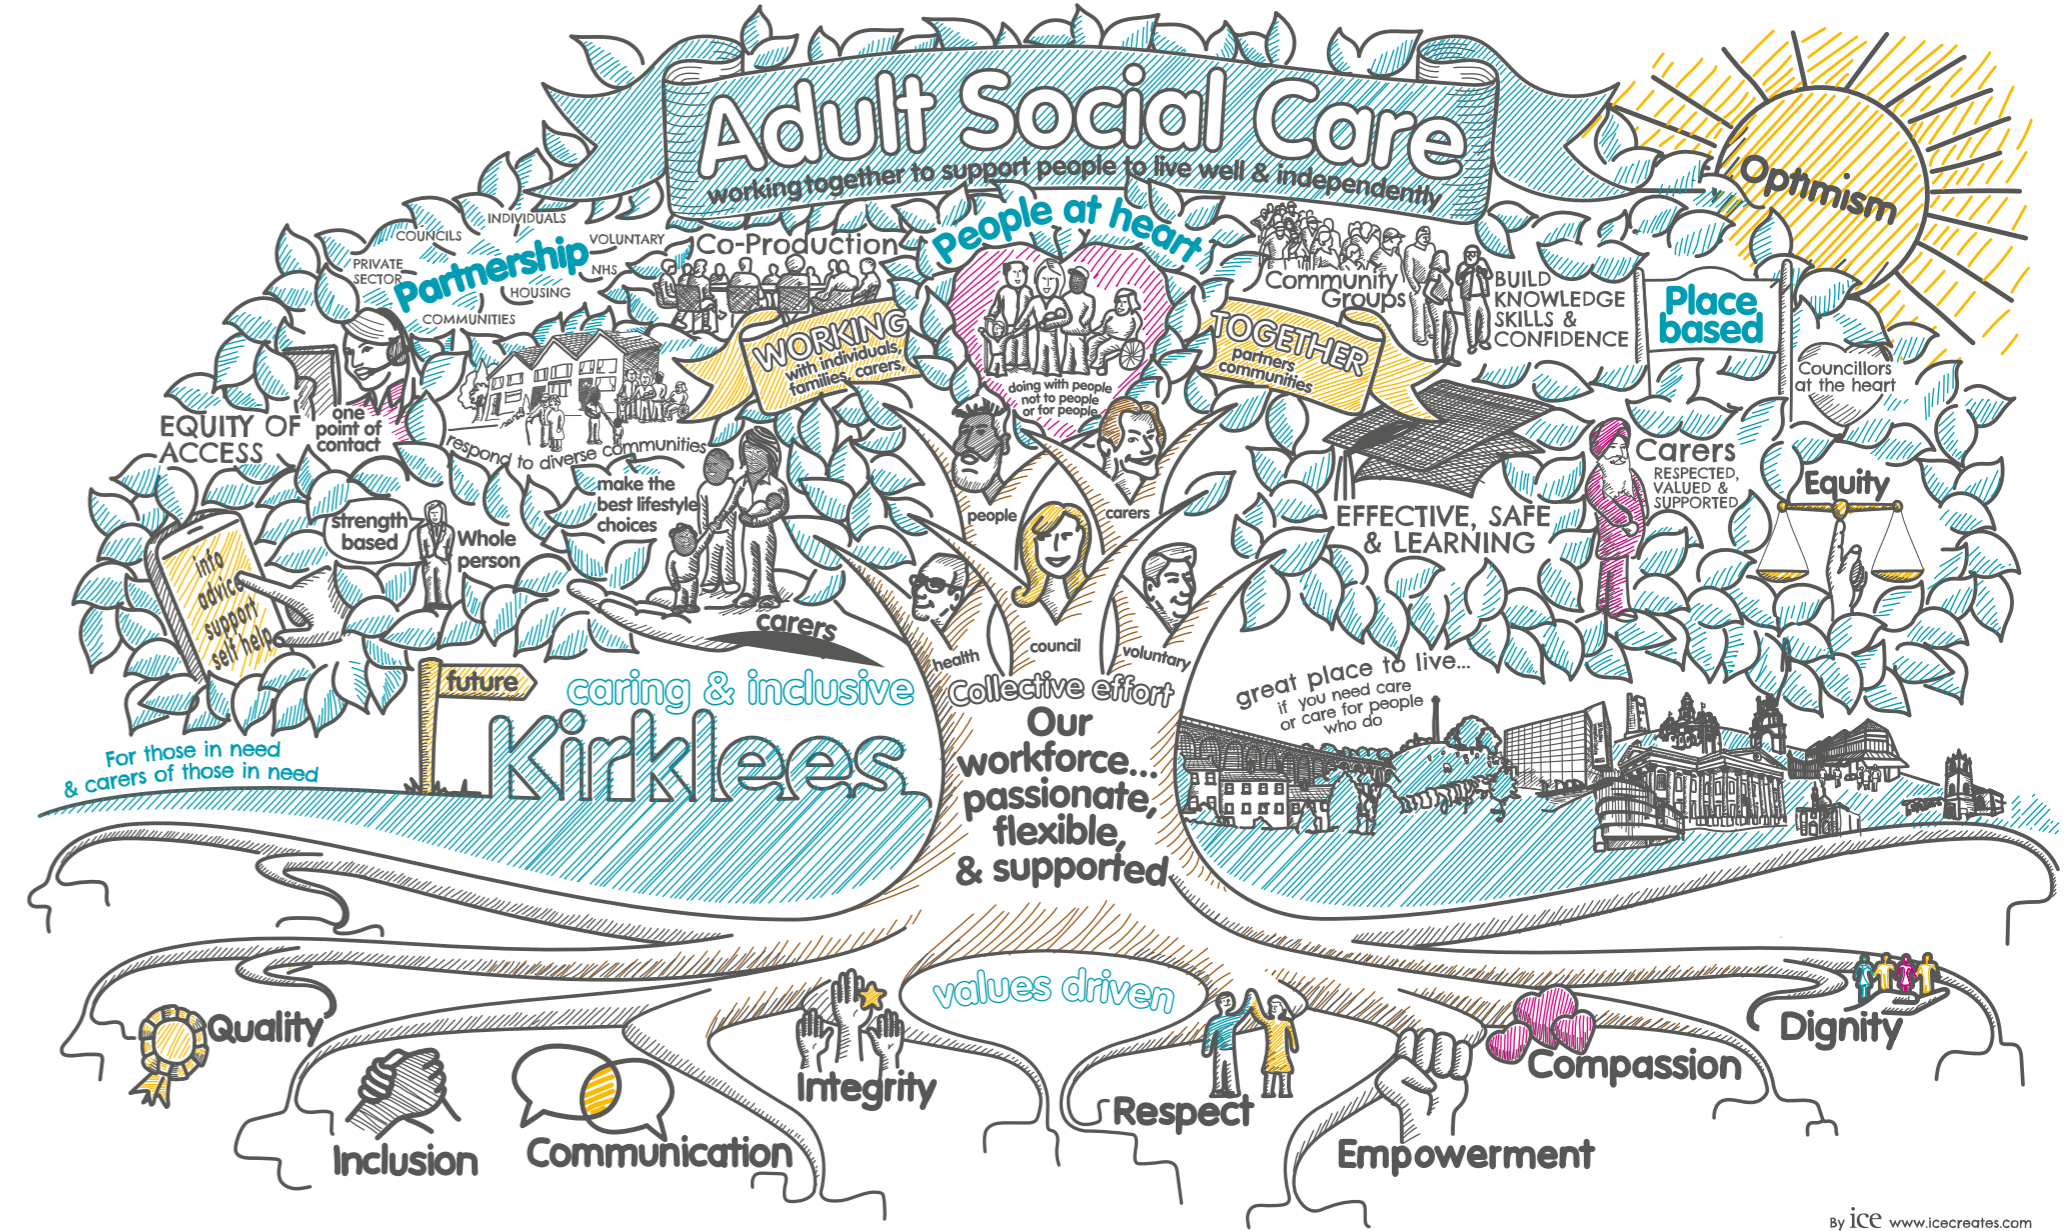 Adult Social Care
working together to support people to live well & independently
Optimism
INDIVIDUALS
COUNCILS
VOLUNTARY
PRIVATE
SECTOR
Partnership
NHS
HOUSING
COMMUNITIES
Co-Production
People at heart
Community
Groups
BUILD
KNOWLEDGE
SKILLS &
CONFIDENCE
Place
based
WORKING
with individuals,
families, carers,
TOGETHER
partners
communities
doing with people
not to people
or for people
Councillors
at the heart
EQUITY OF
ACCESS
one
point of
contact
respond to diverse communities
make the
best lifestyle
choices
strength
based
Whole
person
info
advice
support
self help
carers
people
carers
health
council
voluntary
EFFECTIVE, SAFE
& LEARNING
Carers
RESPECTED,
VALUED &
SUPPORTED
Equity
future
caring & inclusive
Kirklees
For those in need
& carers of those in need
Collective effort
Our
workforce...
passionate,
flexible,
& supported
great place to live...
if you need care
or care for people
who do
values driven
Quality
Inclusion
Communication
Integrity
Respect
Empowerment
Compassion
Dignity
By ice www.icecreates.com